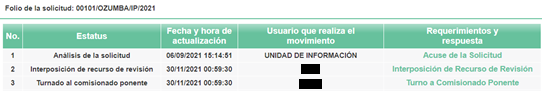 Folio de la solicitud: 00101/OZUMBA/IP/2021
No. Estatus Fecha y hora de actualización Usuario que realiza el movimiento Requerimientos y respuesta
1 Análisis de la solicitud 06/09/2021 15:14:51 UNIDAD DE INFORMACIÓN Acuse de la Solicitud
2 Interposición de recurso de revisión 30/11/2021 00:59:30 Interposición de Recurso de Revisión
3 Turnado al comisionado ponente 30/11/2021 00:59:30 Turno a Comisionado Ponente